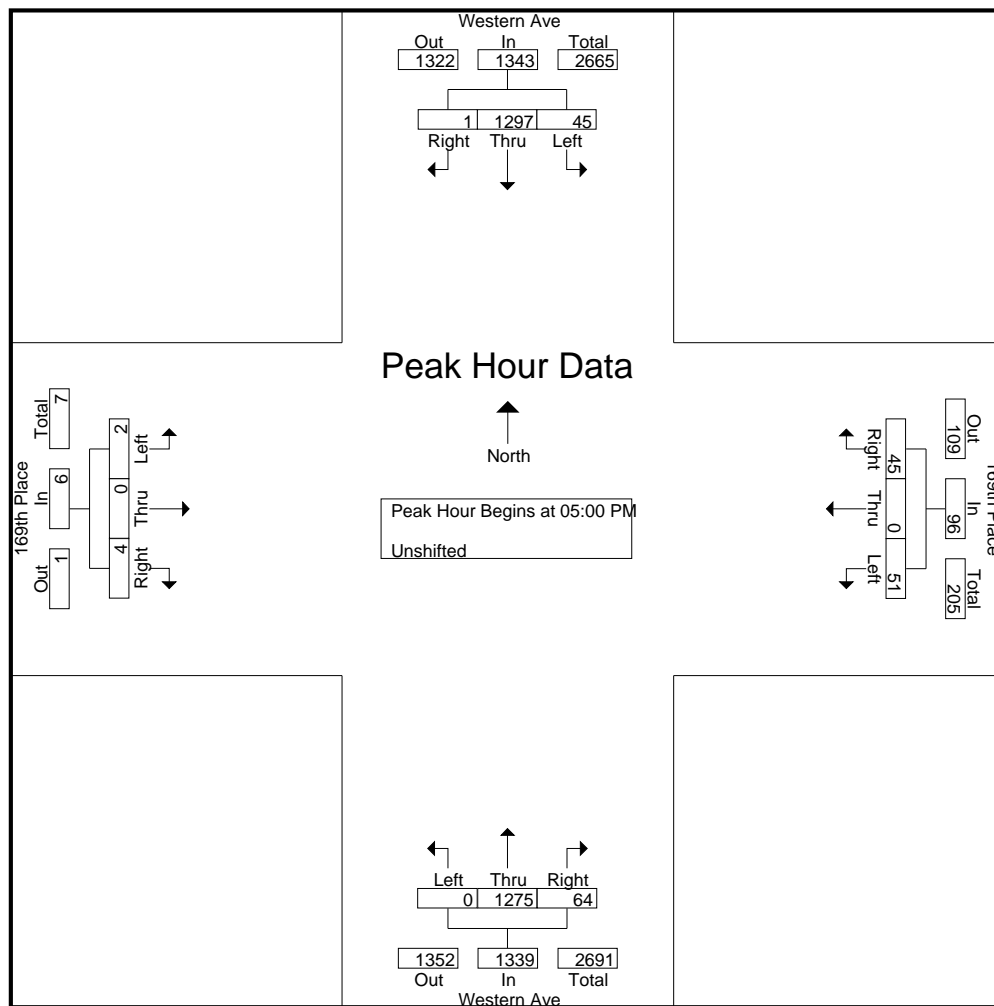 Western Ave
Out In Total
1322 1343 2665
1 1297 45
Right Thru Left
Peak Hour Data
North
Peak Hour Begins at 05:00 PM
Unshifted
169th Place
Total In Out
7 6 1
2 0 4
Left Thru Right
Right Thru Left
45 0 51
Out In Total
109 96 205
169th Place
Left Thru Right
0 1275 64
1352 1339 2691
Out In Total
Western Ave